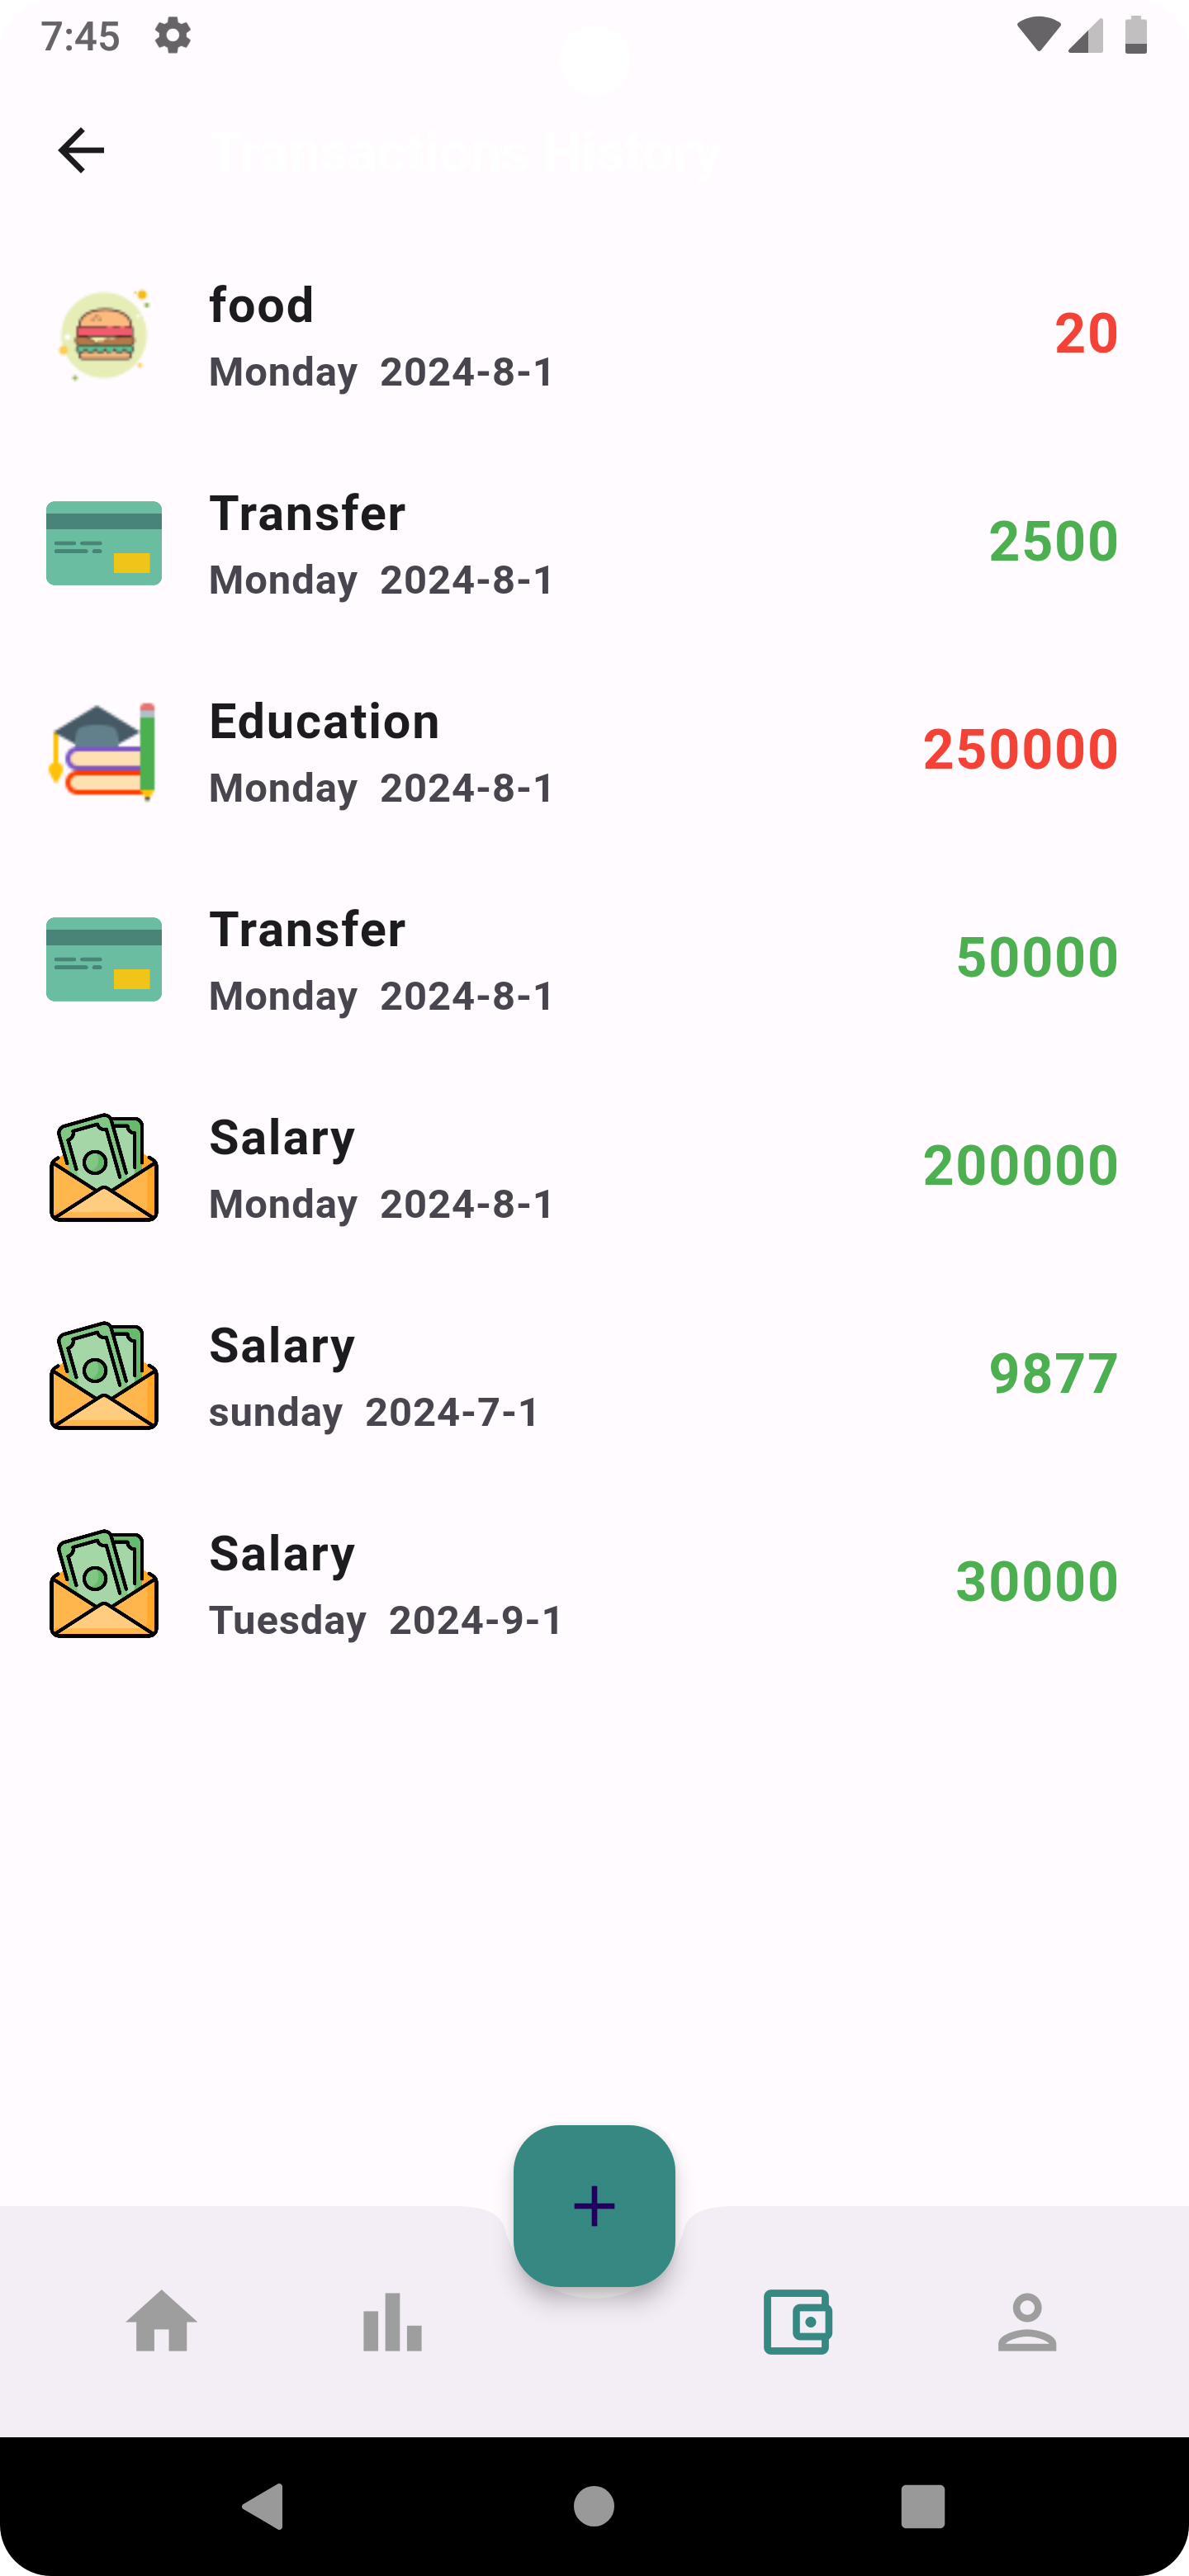 7:45
Transactions History
food
Monday 2024-8-1
20
Transfer
Monday 2024-8-1
2500
Education
Monday 2024-8-1
250000
Transfer
Monday 2024-8-1
50000
Salary
Monday 2024-8-1
200000
Salary
sunday 2024-7-1
9877
Salary
Tuesday 2024-9-1
30000